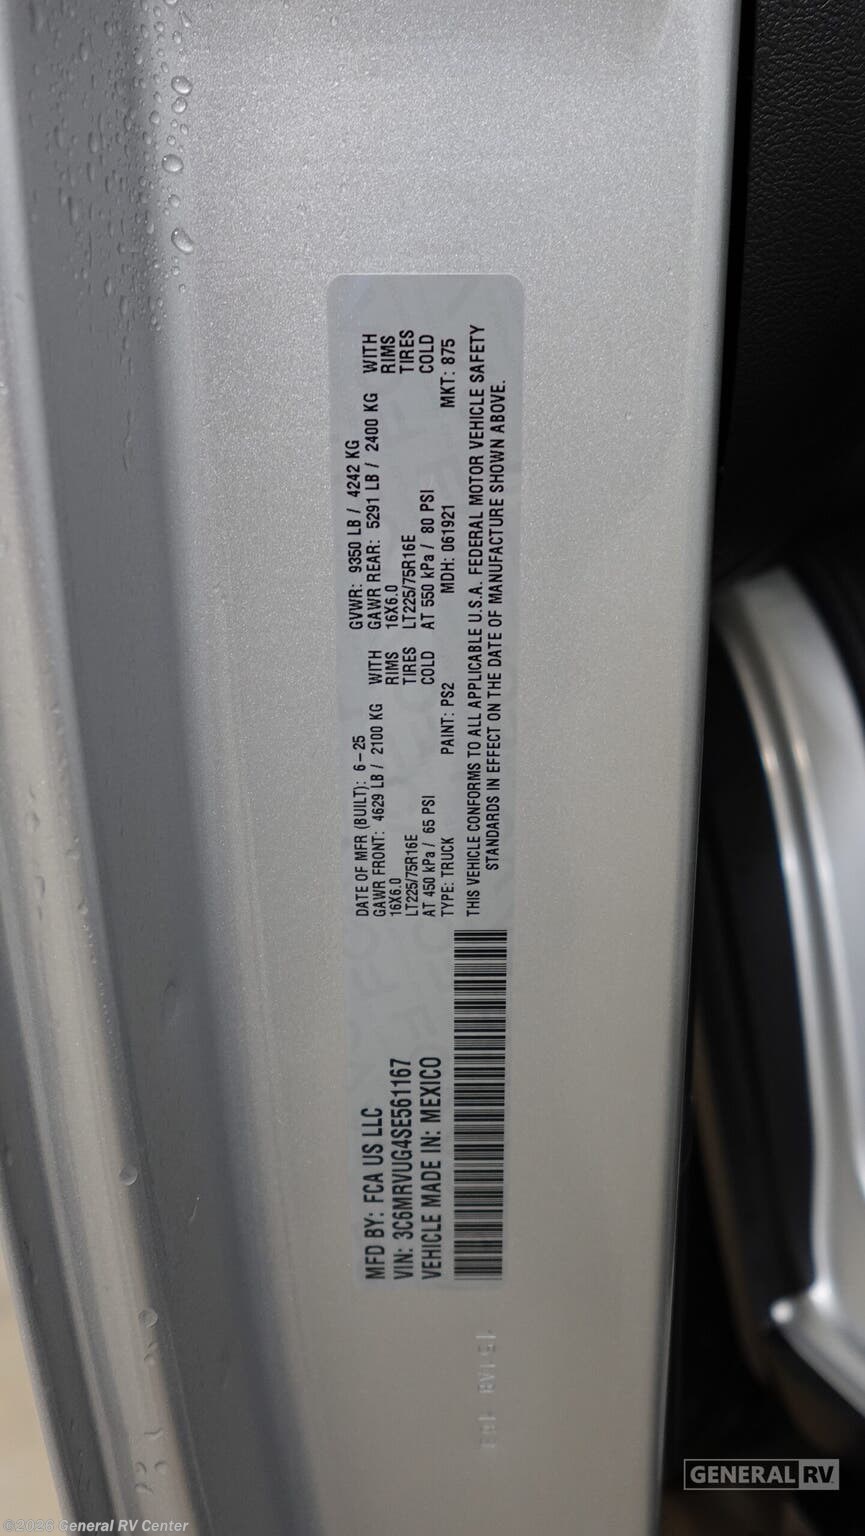 MFD BY: FCA US LLC
VIN: 3C6MRVUG4SE561167
VEHICLE MADE IN: MEXICO
DATE OF MFR (BUILT): 6-25 GVWR: 9350 LB / 4242 KG
GAWR FRONT: 4629 LB / 2100 KG WITH GAWR REAR: 5291 LB / 2400 KG WITH
16X6.0 RIMS 16X6.0 RIMS
LT225/75R16E TIRES LT225/75R16E TIRES
AT 450 kPa / 65 PSI COLD AT 550 kPa / 80 PSI COLD
TYPE: TRUCK PAINT: PS2 MDH: 061921 MKT: 875
THIS VEHICLE CONFORMS TO ALL APPLICABLE U.S.A. FEDERAL MOTOR VEHICLE SAFETY
STANDARDS IN EFFECT ON THE DATE OF MANUFACTURE SHOWN ABOVE.
GENERAL RV
©2026 General RV Center